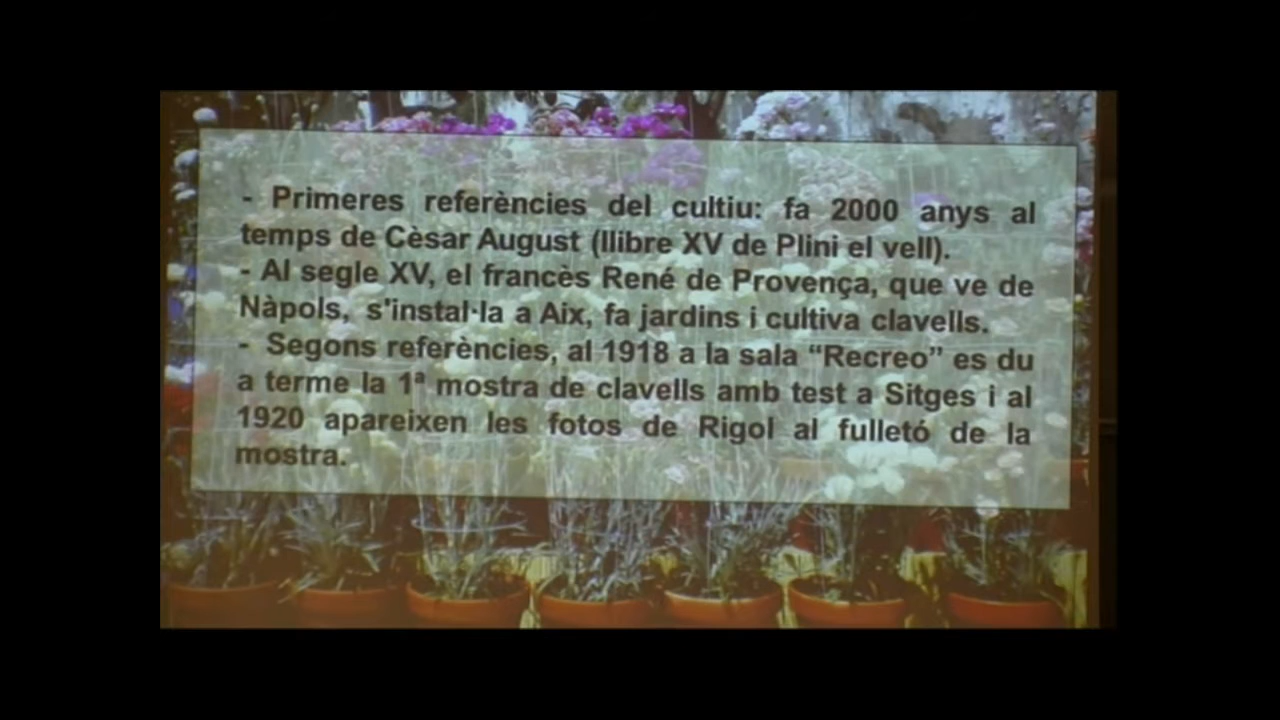 - Primeres referències del cultiu: fa 2000 anys al
temps de Cèsar August (llibre XV de Plini el vell).
- Al segle XV, el francès René de Provença, que ve de
Nàpols, s'instal·la a Aix, fa jardins i cultiva clavells.
- Segons referències, al 1918 a la sala “Recreo” es du
a terme la 1ª mostra de clavells amb test a Sitges i al
1920 apareixen les fotos de Rigol al fulletó de la
mostra.